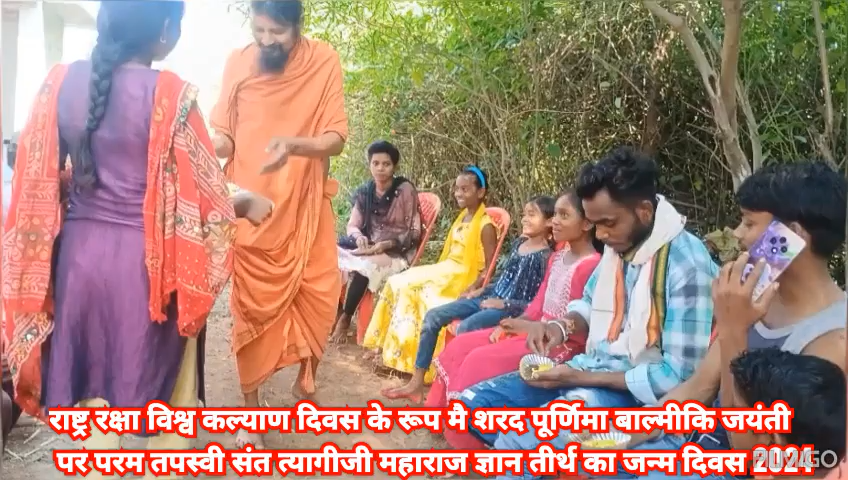 राष्ट्र रक्षा विश्व कल्याण दिवस के रूप मै शरद पूर्णिमा बाल्मीकि जयंती
पर परम तपस्वी संत त्यागीजी महाराज ज्ञान तीर्थ का जन्म दिवस 2024